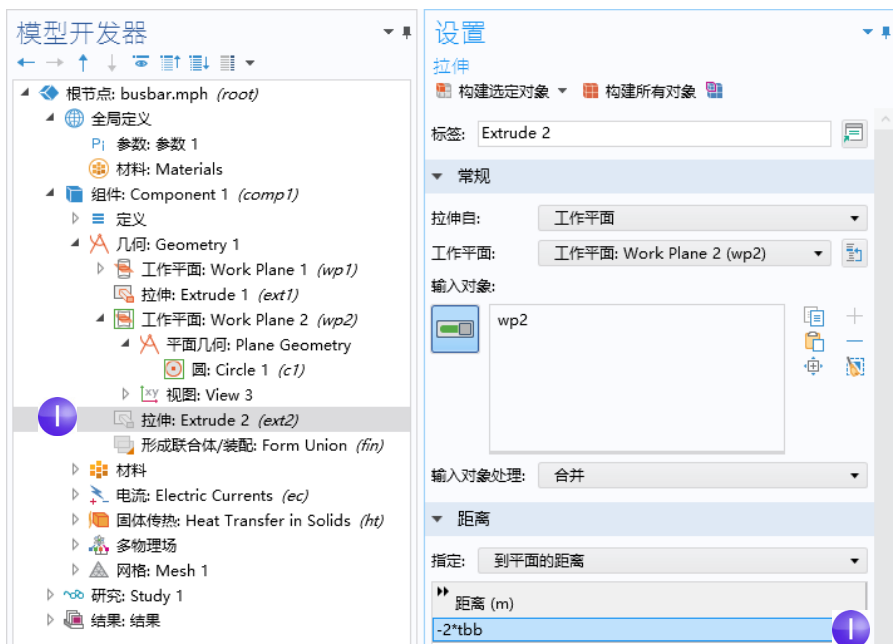 模型开发器
根节点: busbar.mph (root)
全局定义
Pi 参数: 参数 1
材料: Materials
组件: Component 1 (comp1)
定义
几何: Geometry 1
工作平面: Work Plane 1 (wp1)
拉伸: Extrude 1 (ext1)
工作平面: Work Plane 2 (wp2)
平面几何: Plane Geometry
圆: Circle 1 (c1)
xy 视图: View 3
拉伸: Extrude 2 (ext2)
形成联合体/装配: Form Union (fin)
材料
电流: Electric Currents (ec)
固体传热: Heat Transfer in Solids (ht)
多物理场
网格: Mesh 1
研究: Study 1
结果: 结果
设置
拉伸
构建选定对象 构建所有对象
标签: Extrude 2
常规
拉伸自: 工作平面
工作平面: 工作平面: Work Plane 2 (wp2)
输入对象:
wp2
输入对象处理: 合并
距离
指定: 到平面的距离
距离 (m)
-2*tbb